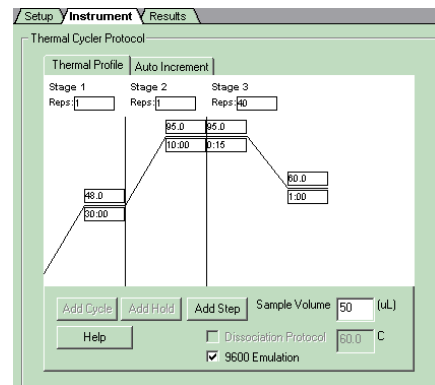 Setup Instrument Results
Thermal Cycler Protocol
Thermal Profile Auto Increment
Stage 1 Stage 2 Stage 3
Reps: 1 Reps: 1 Reps: 40
95.0 95.0
10:00 0:15
60.0
1:00
48.0
30:00
Add Cycle Add Hold Add Step Sample Volume 50 (uL)
Help Dissociation Protocol 60.0 C
9600 Emulation